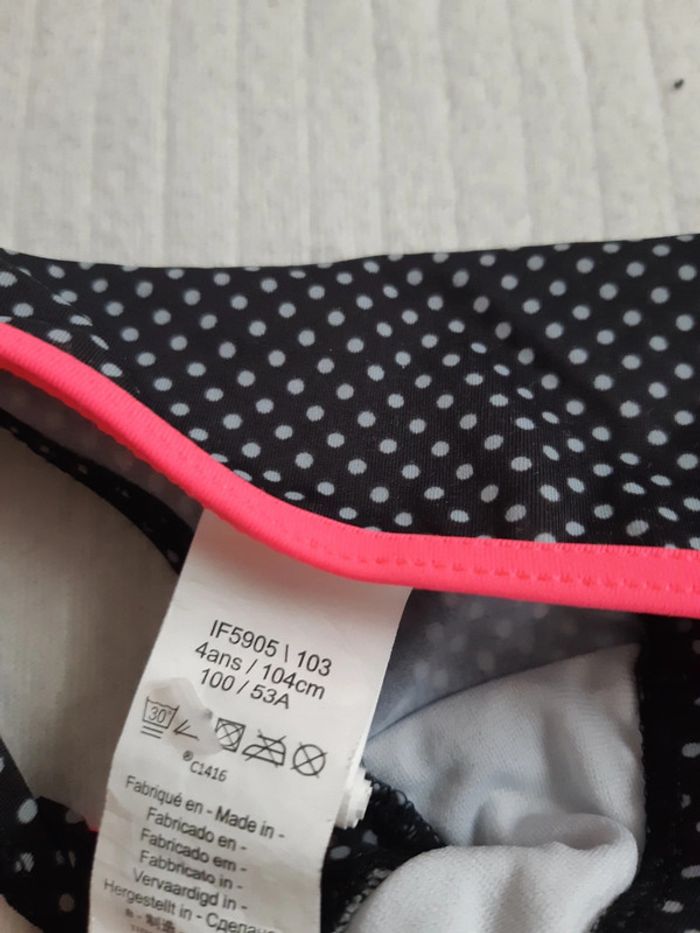 IF5905 \ 103
4ans / 104cm
100 / 53A
30°
®C1416
Fabriqué en - Made in -
Fabricado en -
Fabricado em -
Fabbricato in -
Vervaardigd in -
Hergestellt in - Сделано